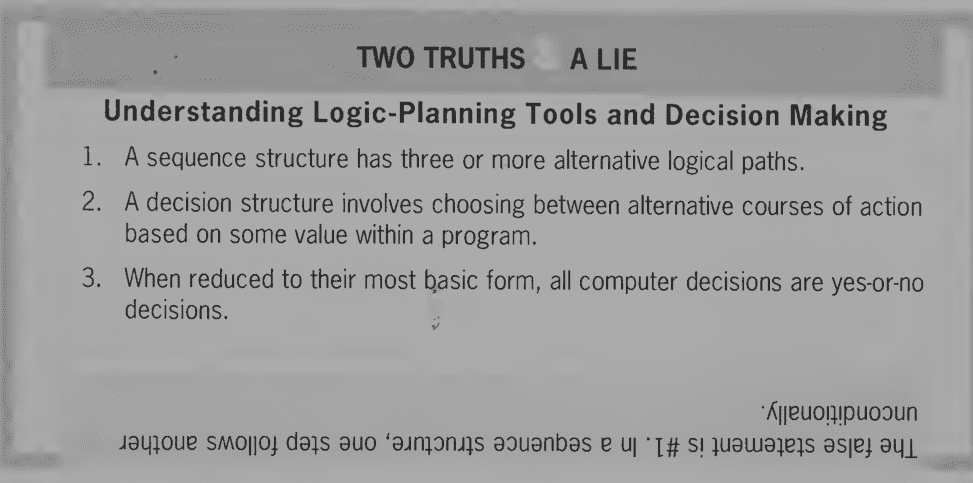 TWO TRUTHS A LIE
Understanding Logic-Planning Tools and Decision Making
1. A sequence structure has three or more alternative logical paths.
2. A decision structure involves choosing between alternative courses of action
based on some value within a program.
3. When reduced to their most basic form, all computer decisions are yes-or-no
decisions.
The false statement is #1. In a sequence structure, one step follows another
unconditionally.